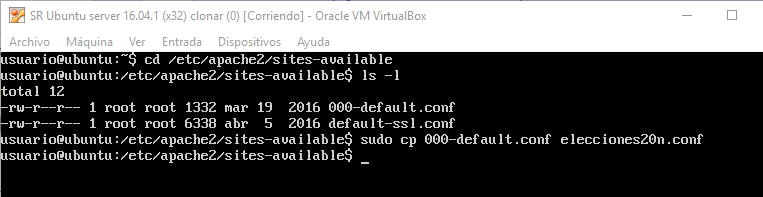 SR Ubuntu server 16.04.1 (x32) clonar (0) [Corriendo] - Oracle VM VirtualBox
Archivo Máquina Ver Entrada Dispositivos Ayuda
usuario@ubuntu:~$ cd /etc/apache2/sites-available
usuario@ubuntu:/etc/apache2/sites-available$ ls -l
total 12
-rw-r--r-- 1 root root 1332 mar 19  2016 000-default.conf
-rw-r--r-- 1 root root 6338 abr  5  2016 default-ssl.conf
usuario@ubuntu:/etc/apache2/sites-available$ sudo cp 000-default.conf elecciones20n.conf
usuario@ubuntu:/etc/apache2/sites-available$ _